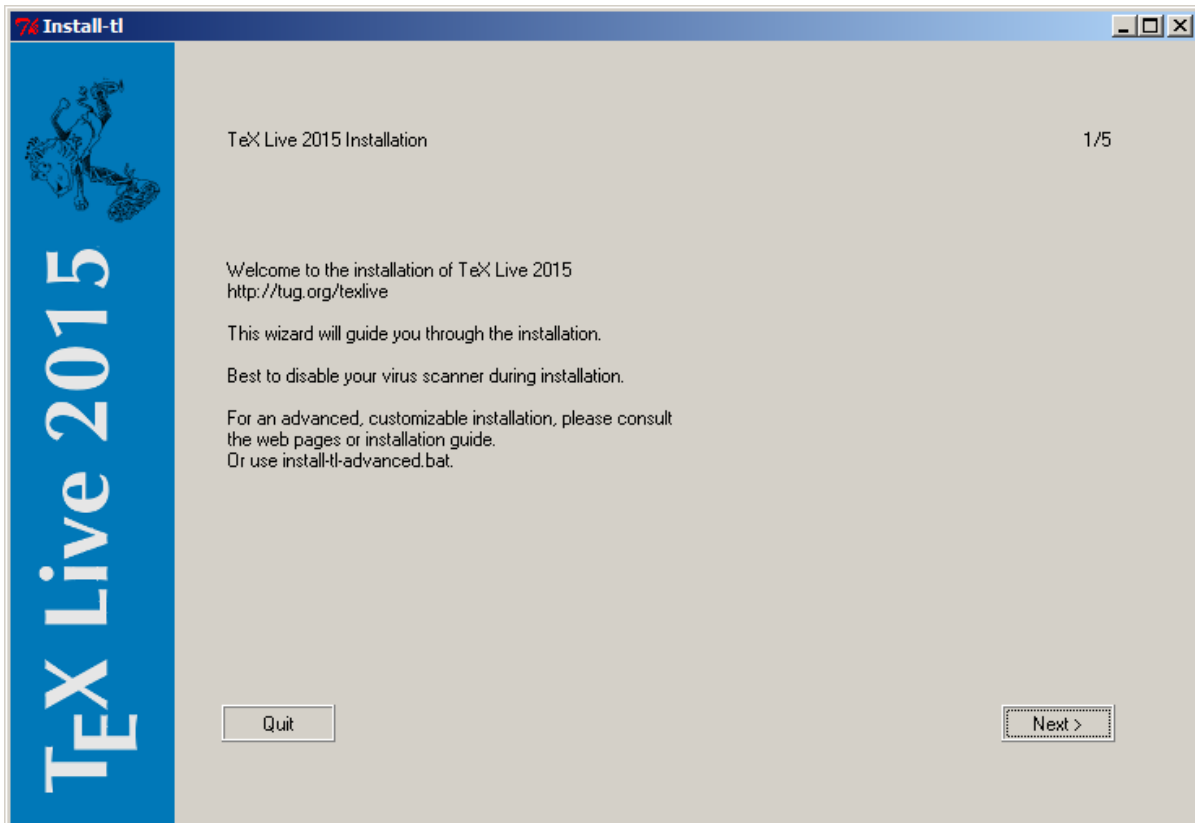 Install-tl
TeX Live 2015
TeX Live 2015 Installation 1/5
Welcome to the installation of TeX Live 2015
http://tug.org/texlive
This wizard will guide you through the installation.
Best to disable your virus scanner during installation.
For an advanced, customizable installation, please consult
the web pages or installation guide.
Or use install-tl-advanced.bat.
Quit Next >